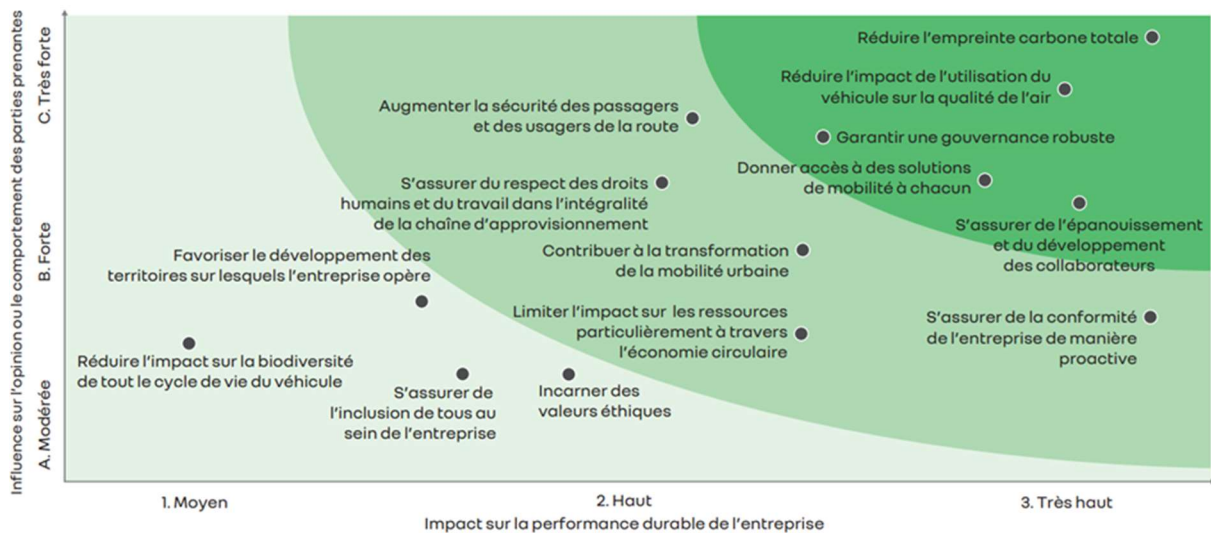 Influence sur l'opinion ou le comportement des parties prenantes
C. Très forte
B. Forte
A. Modérée
Réduire l'empreinte carbone totale
Réduire l'impact de l'utilisation du
véhicule sur la qualité de l'air
Augmenter la sécurité des passagers
et des usagers de la route
Garantir une gouvernance robuste
Donner accès à des solutions
de mobilité à chacun
S'assurer du respect des droits
humains et du travail dans l'intégralité
de la chaîne d'approvisionnement
S'assurer de l'épanouissement
et du développement
des collaborateurs
Favoriser le développement des
territoires sur lesquels l'entreprise opère
Contribuer à la transformation
de la mobilité urbaine
Limiter l'impact sur les ressources
particulièrement à travers
l'économie circulaire
S'assurer de la conformité
de l'entreprise de manière
proactive
Réduire l'impact sur la biodiversité
de tout le cycle de vie du véhicule
S'assurer de
l'inclusion de tous au
sein de l'entreprise
Incarner des
valeurs éthiques
1. Moyen
2. Haut
3. Très haut
Impact sur la performance durable de l'entreprise